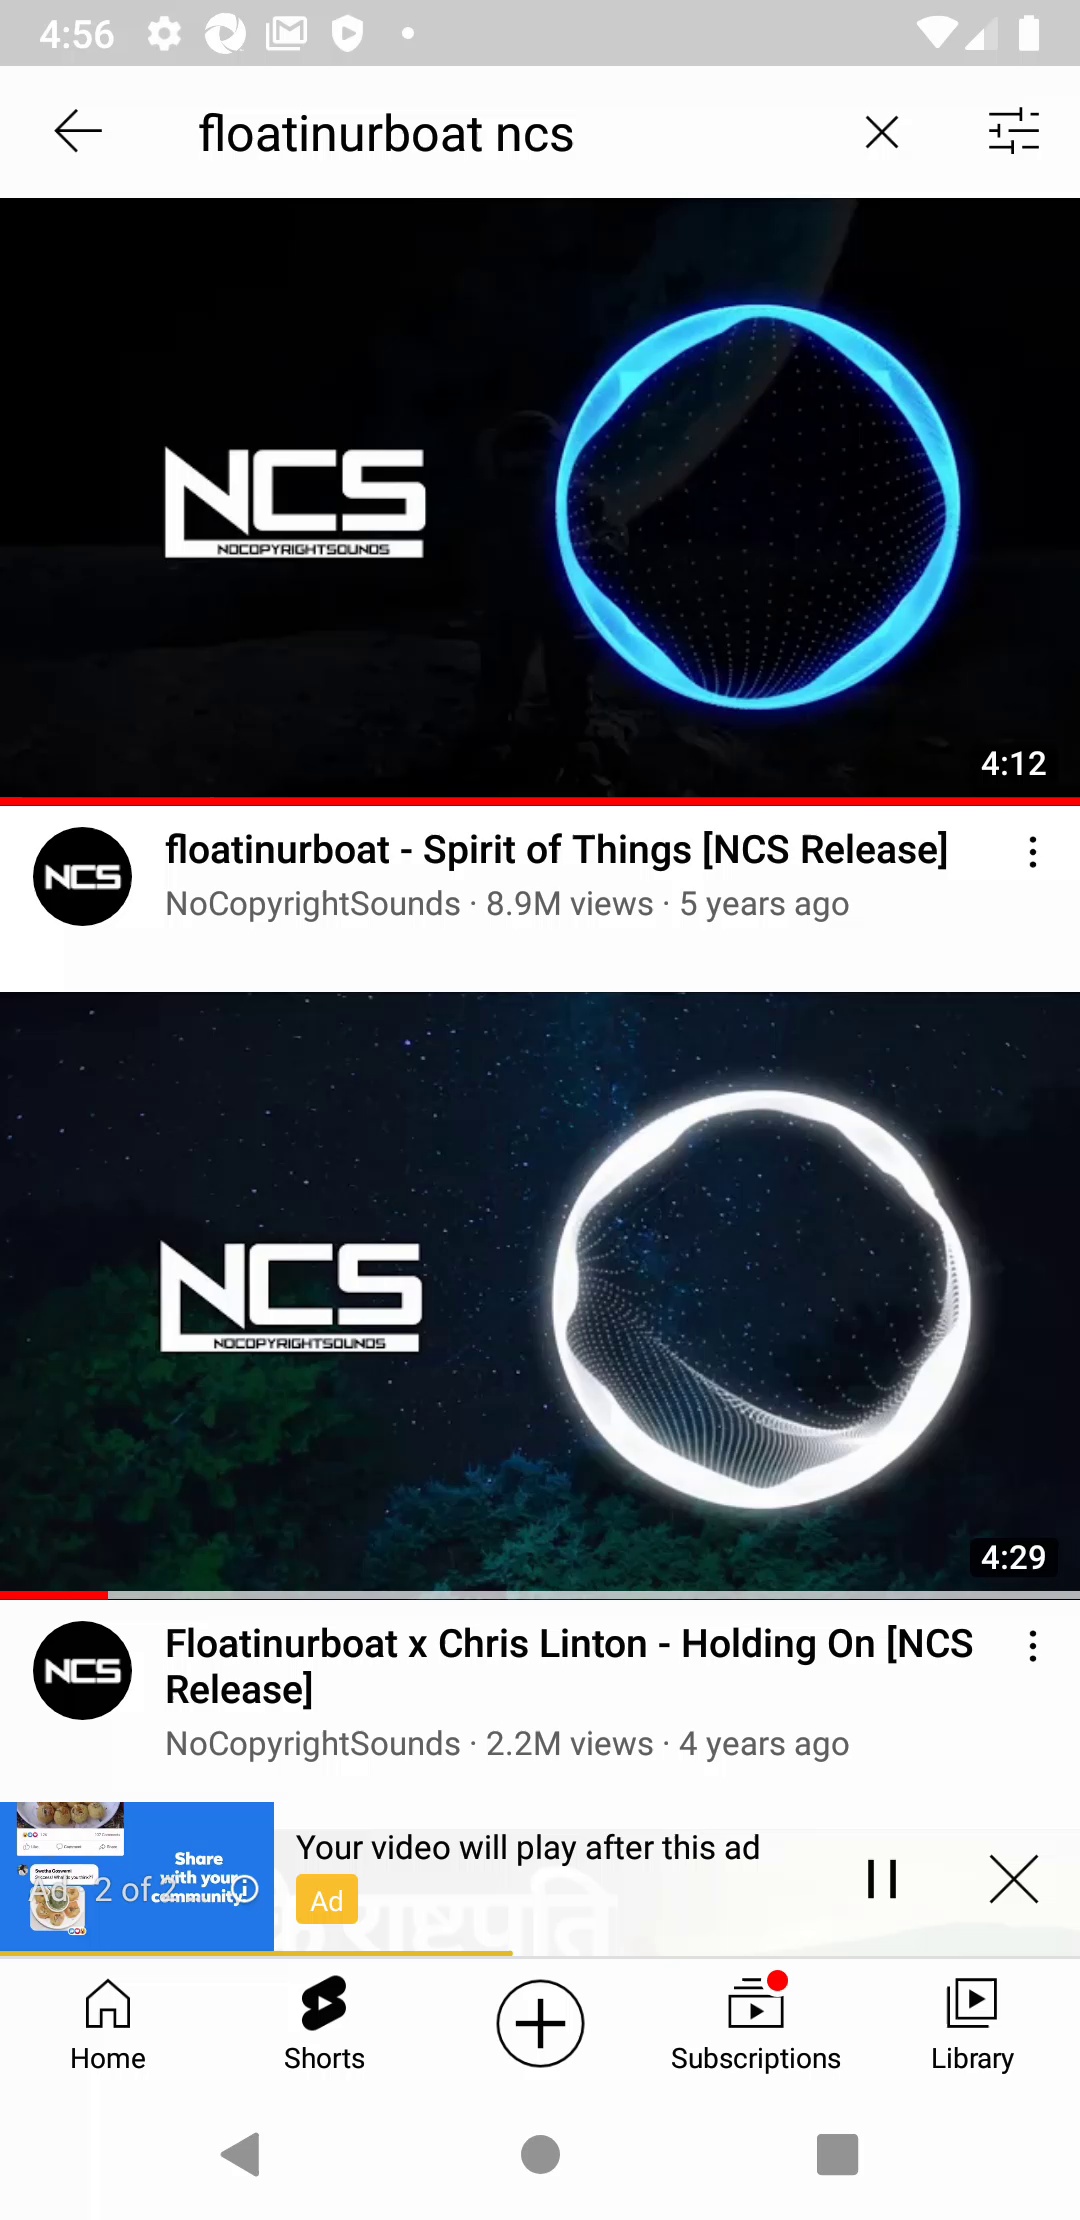 4:56
floatinurboat ncs
NCS
NOCOPYRIGHTSOUNDS
4:12
NCS
floatinurboat - Spirit of Things [NCS Release]
NoCopyrightSounds · 8.9M views · 5 years ago
NCS
NOCOPYRIGHTSOUNDS
4:29
NCS
Floatinurboat x Chris Linton - Holding On [NCS
Release]
NoCopyrightSounds · 2.2M views · 4 years ago
Share
with your
community
Ad 2 of 2
Your video will play after this ad
Ad
के राष्ट्रपति
Home
Shorts
Subscriptions
Library